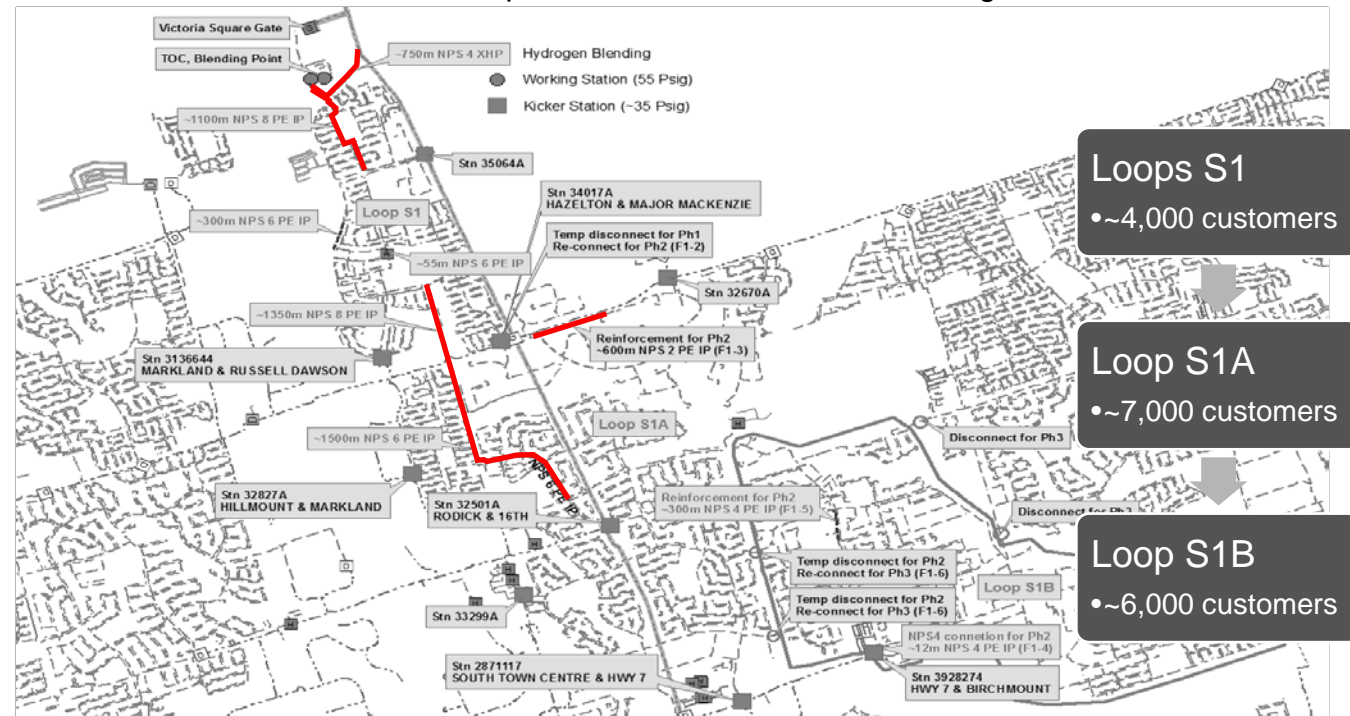 Victoria Square Gate
TOC, Blending Point
~750m NPS 4 XHP
Hydrogen Blending
Working Station (55 Psig)
Kicker Station (~35 Psig)
~1100m NPS 8 PE IP
Stn 35064A
Stn 34017A
HAZELTON & MAJOR MACKENZIE
~300m NPS 6 PE IP
Loop S1
Temp disconnect for Ph1
Re-connect for Ph2 (F1-2)
~55m NPS 6 PE IP
Stn 32670A
~1350m NPS 8 PE IP
Reinforcement for Ph2
~600m NPS 2 PE IP (F1-3)
Stn 3136644
MARKLAND & RUSSELL DAWSON
Loop S1A
~1500m NPS 6 PE IP
Disconnect for Ph3
NPS 6 PE IP
Stn 32827A
HILLMOUNT & MARKLAND
Stn 32501A
RODICK & 16TH
Reinforcement for Ph2
~300m NPS 4 PE IP (F1-5)
Disconnect for Ph3
Temp disconnect for Ph2
Re-connect for Ph3 (F1-6)
Loop S1B
Temp disconnect for Ph2
Re-connect for Ph3 (F1-6)
Stn 33299A
NPS4 connetion for Ph2
~12m NPS 4 PE IP (F1-4)
Stn 2871117
SOUTH TOWN CENTRE & HWY 7
Stn 3928274
HWY 7 & BIRCHMOUNT
Loops S1
•~4,000 customers
Loop S1A
•~7,000 customers
Loop S1B
•~6,000 customers